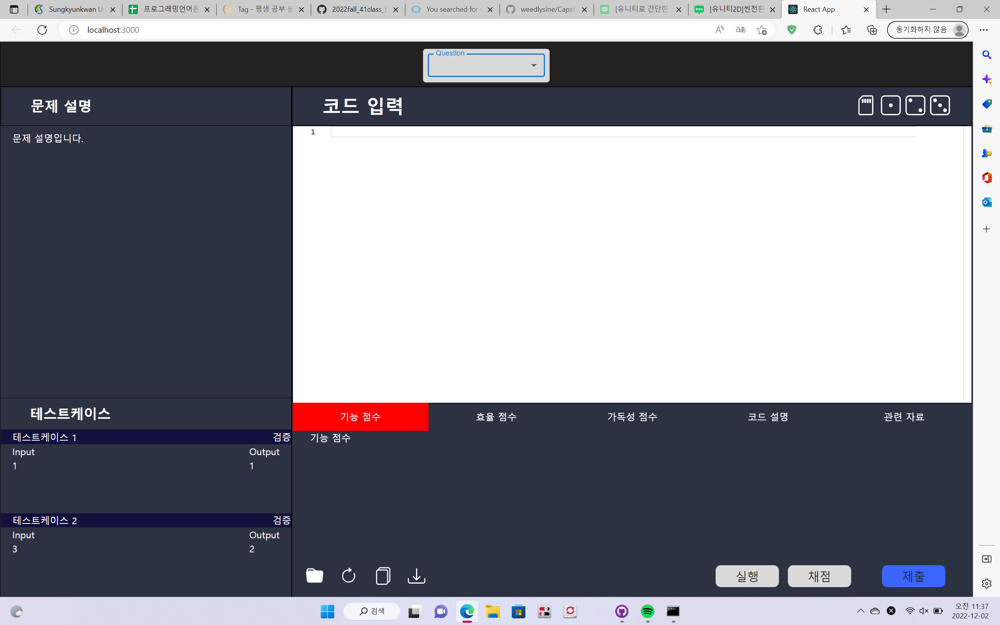 Sungkyunkwan Un
프로그래밍언어론
Tag - 평생 공부 블
2022fall_41class_te
You searched for c
weedlysine/Capsto
[유니티로 간단한
[유니티2D]씬전환
React App
localhost:3000
동기화하지 않음
Question
문제 설명
코드 입력
문제 설명입니다.
1
테스트케이스
기능 점수
효율 점수
가독성 점수
코드 설명
관련 자료
테스트케이스 1
검증
기능 점수
Input
Output
1
1
테스트케이스 2
검증
Input
Output
3
2
실행
채점
제출
검색
오전 11:37
2022-12-02